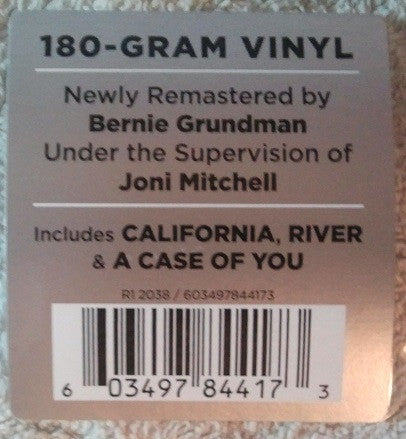 180-GRAM VINYL
Newly Remastered by
Bernie Grundman
Under the Supervision of
Joni Mitchell
Includes CALIFORNIA, RIVER
& A CASE OF YOU
R1 2038 / 603497844173
6 03497 84417 3